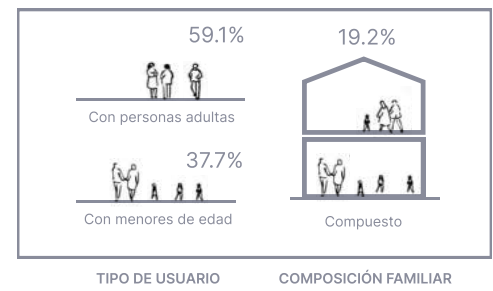 59.1%
Con personas adultas
37.7%
Con menores de edad
19.2%
Compuesto
TIPO DE USUARIO
COMPOSICIÓN FAMILIAR